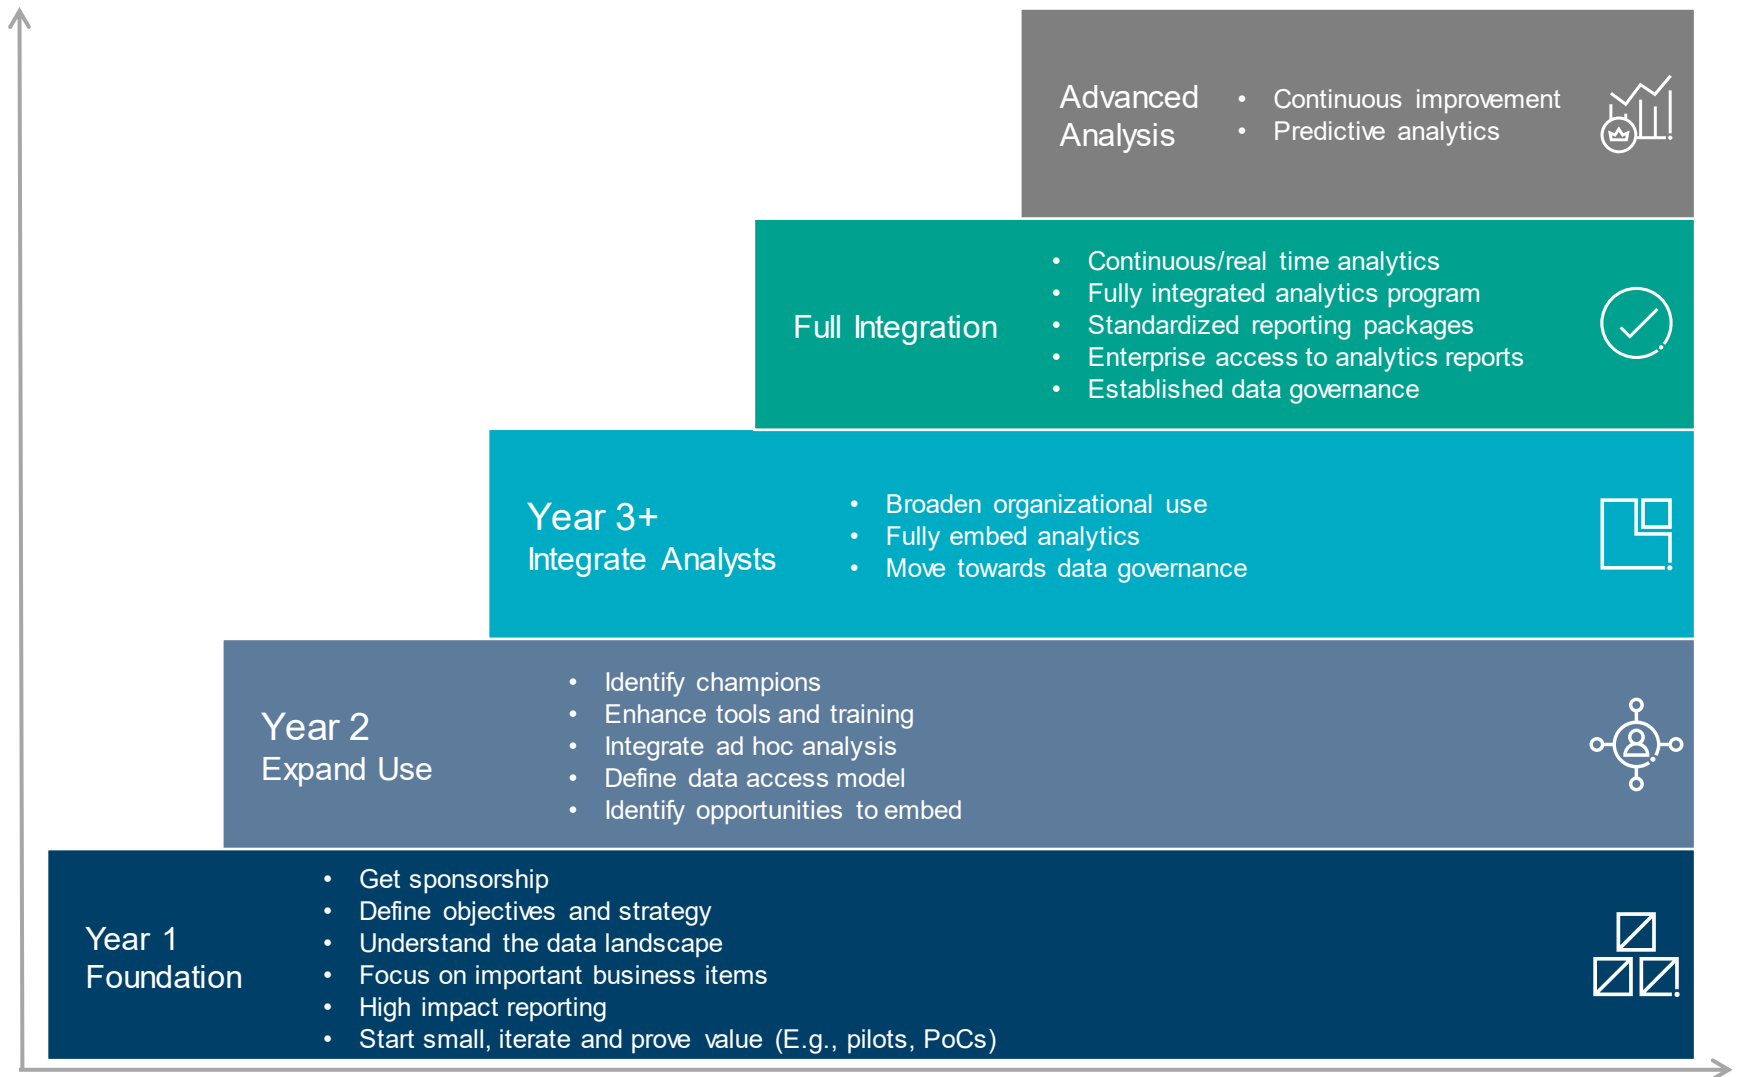 Advanced
Analysis
• Continuous improvement
• Predictive analytics
Full Integration
• Continuous/real time analytics
• Fully integrated analytics program
• Standardized reporting packages
• Enterprise access to analytics reports
• Established data governance
Year 3+
Integrate Analysts
• Broaden organizational use
• Fully embed analytics
• Move towards data governance
Year 2
Expand Use
• Identify champions
• Enhance tools and training
• Integrate ad hoc analysis
• Define data access model
• Identify opportunities to embed
Year 1
Foundation
• Get sponsorship
• Define objectives and strategy
• Understand the data landscape
• Focus on important business items
• High impact reporting
• Start small, iterate and prove value (E.g., pilots, PoCs)